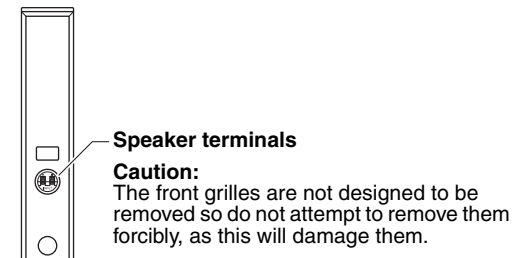 Speaker terminals
Caution:
The front grilles are not designed to be
removed so do not attempt to remove them
forcibly, as this will damage them.